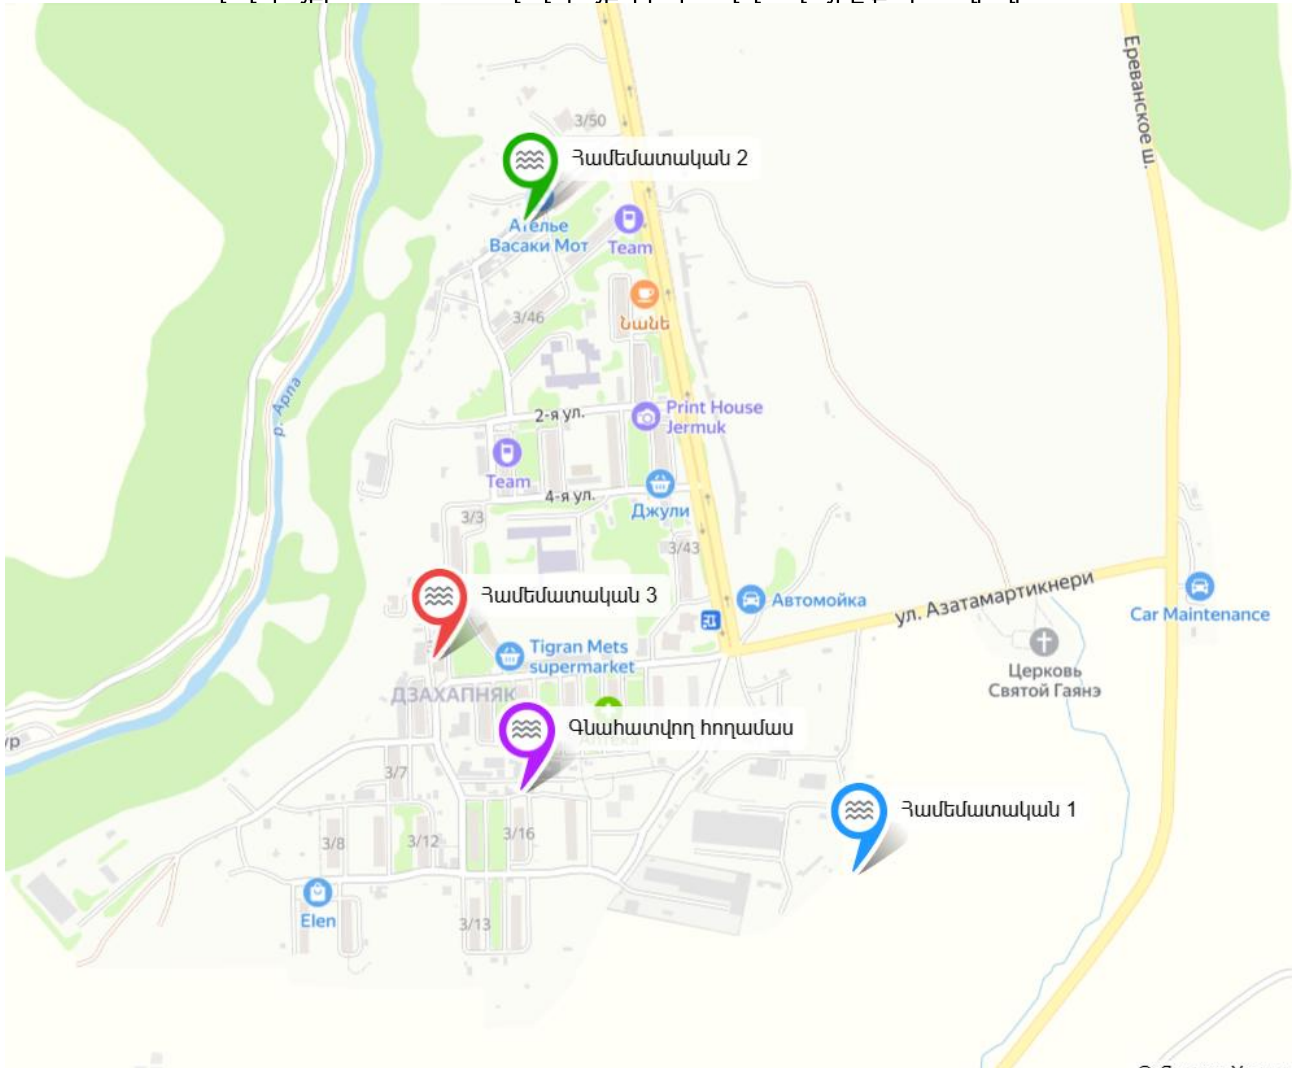 Ереванское ш.
3/50
Համեմատական 2
Ателье
Васаки Мот
Team
3/46
Նանե
р. Арпа
2-я ул.
Print House
Jermuk
Team
4-я ул.
Джули
3/3
3/43
Համեմատական 3
Автомойка
ул. Азатамартикнери
Car Maintenance
Tigran Mets
supermarket
Церковь
Святой Гаянэ
ДЗАХАПНЯК
Գնահատվող հողամաս
Аптека
3/7
Համեմատական 1
3/8
3/12
3/16
Elen
3/13